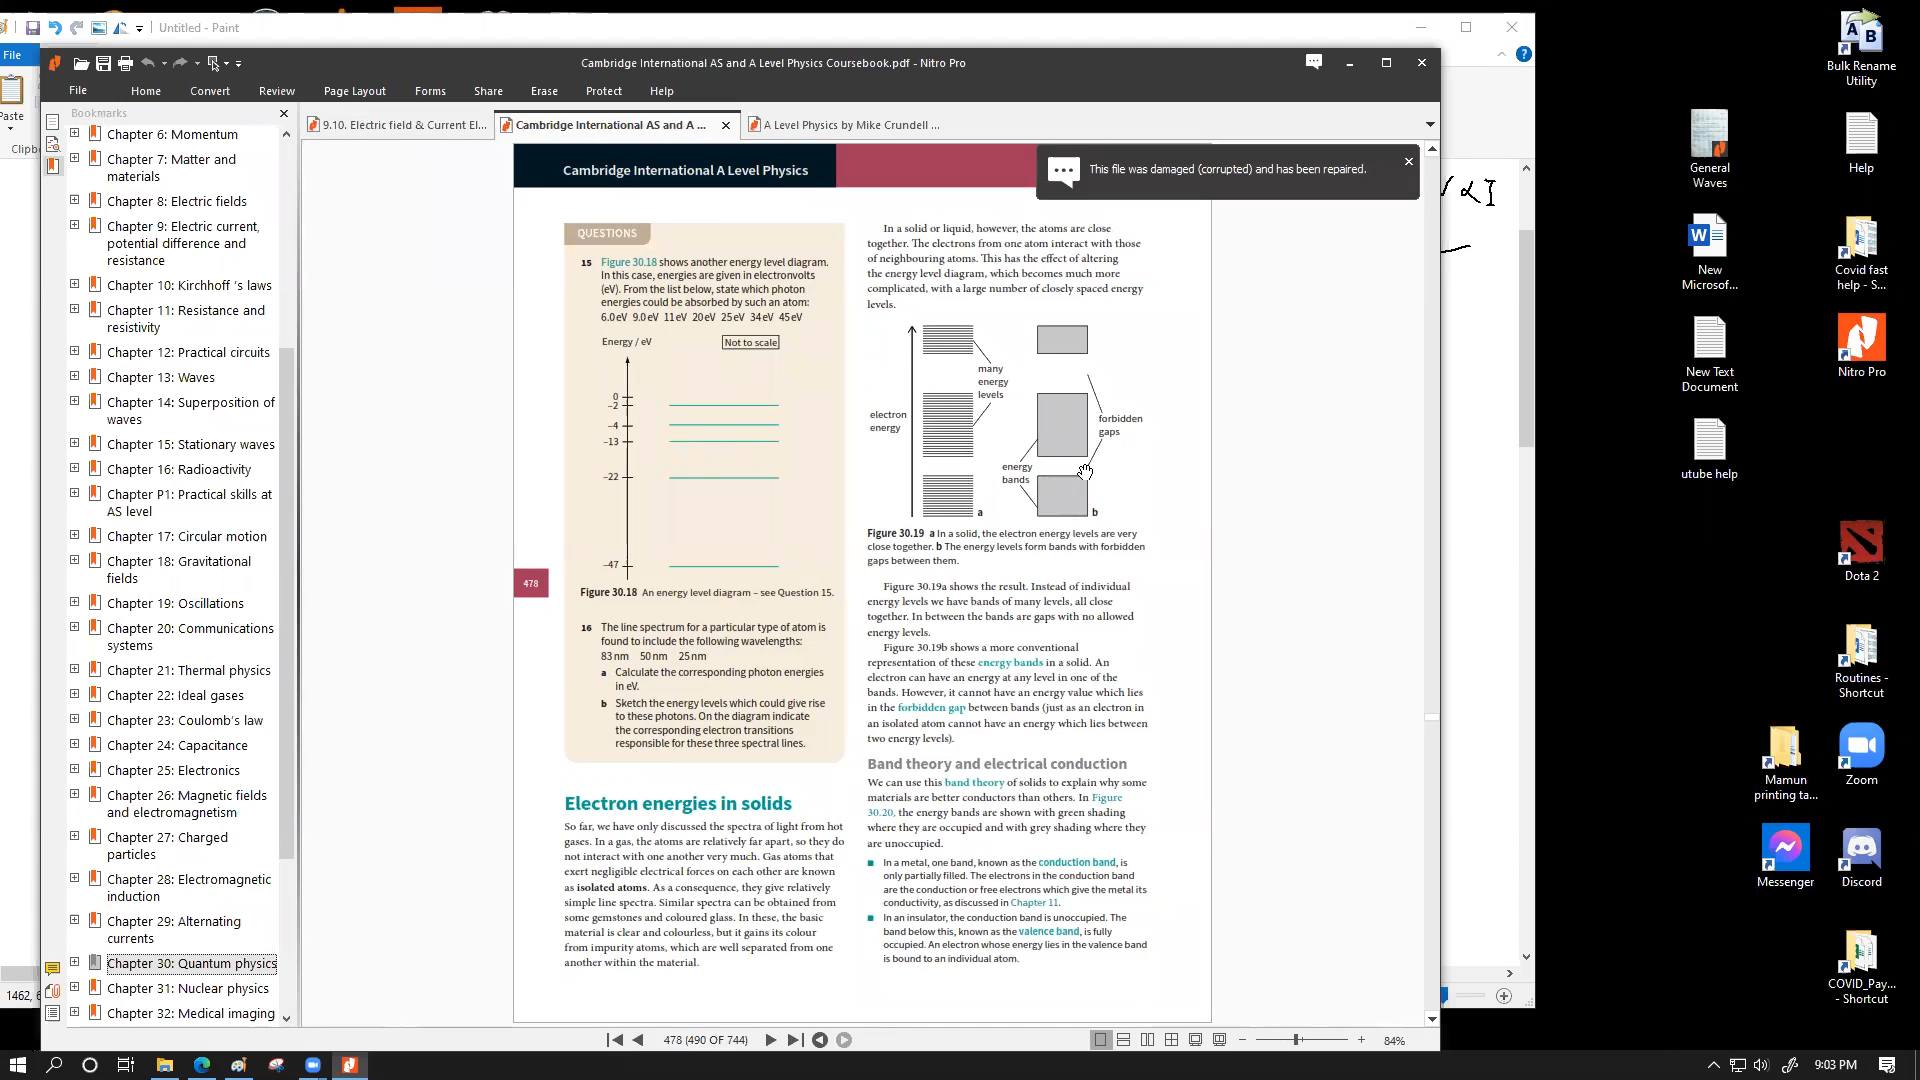 Untitled - Paint
File
Paste
Clipb
Cambridge International AS and A Level Physics Coursebook.pdf - Nitro Pro
File Home Convert Review Page Layout Forms Share Erase Protect Help
Bookmarks
9.10. Electric field & Current El...
Cambridge International AS and A ...
A Level Physics by Mike Crundell ...
Chapter 6: Momentum
Chapter 7: Matter and
materials
Chapter 8: Electric fields
Chapter 9: Electric current,
potential difference and
resistance
Chapter 10: Kirchhoff 's laws
Chapter 11: Resistance and
resistivity
Chapter 12: Practical circuits
Chapter 13: Waves
Chapter 14: Superposition of
waves
Chapter 15: Stationary waves
Chapter 16: Radioactivity
Chapter P1: Practical skills at
AS level
Chapter 17: Circular motion
Chapter 18: Gravitational
fields
Chapter 19: Oscillations
Chapter 20: Communications
systems
Chapter 21: Thermal physics
Chapter 22: Ideal gases
Chapter 23: Coulomb's law
Chapter 24: Capacitance
Chapter 25: Electronics
Chapter 26: Magnetic fields
and electromagnetism
Chapter 27: Charged
particles
Chapter 28: Electromagnetic
induction
Chapter 29: Alternating
currents
Chapter 30: Quantum physics
Chapter 31: Nuclear physics
Chapter 32: Medical imaging
1462, 6
Cambridge International A Level Physics
This file was damaged (corrupted) and has been repaired.
QUESTIONS
15 Figure 30.18 shows another energy level diagram.
In this case, energies are given in electronvolts
(eV). From the list below, state which photon
energies could be absorbed by such an atom:
6.0 eV 9.0 eV 11 eV 20 eV 25 eV 34 eV 45 eV
Energy / eV
Not to scale
0
–2
–4
–13
–22
–47
Figure 30.18 An energy level diagram – see Question 15.
478
16 The line spectrum for a particular type of atom is
found to include the following wavelengths:
83 nm 50 nm 25 nm
a Calculate the corresponding photon energies
in eV.
b Sketch the energy levels which could give rise
to these photons. On the diagram indicate
the corresponding electron transitions
responsible for these three spectral lines.
Electron energies in solids
So far, we have only discussed the spectra of light from hot
gases. In a gas, the atoms are relatively far apart, so they do
not interact with one another very much. Gas atoms that
exert negligible electrical forces on each other are known
as isolated atoms. As a consequence, they give relatively
simple line spectra. Similar spectra can be obtained from
some gemstones and coloured glass. In these, the basic
material is clear and colourless, but it gains its colour
from impurity atoms, which are well separated from one
another within the material.
In a solid or liquid, however, the atoms are close
together. The electrons from one atom interact with those
of neighbouring atoms. This has the effect of altering
the energy level diagram, which becomes much more
complicated, with a large number of closely spaced energy
levels.
electron
energy
many
energy
levels
energy
bands
forbidden
gaps
a
b
Figure 30.19 a In a solid, the electron energy levels are very
close together. b The energy levels form bands with forbidden
gaps between them.
Figure 30.19a shows the result. Instead of individual
energy levels we have bands of many levels, all close
together. In between the bands are gaps with no allowed
energy levels.
Figure 30.19b shows a more conventional
representation of these energy bands in a solid. An
electron can have an energy at any level in one of the
bands. However, it cannot have an energy value which lies
in the forbidden gap between bands (just as an electron in
an isolated atom cannot have an energy which lies between
two energy levels).
Band theory and electrical conduction
We can use this band theory of solids to explain why some
materials are better conductors than others. In Figure
30.20, the energy bands are shown with green shading
where they are occupied and with grey shading where they
are unoccupied.
In a metal, one band, known as the conduction band, is
only partially filled. The electrons in the conduction band
are the conduction or free electrons which give the metal its
conductivity, as discussed in Chapter 11.
In an insulator, the conduction band is unoccupied. The
band below this, known as the valence band, is fully
occupied. An electron whose energy lies in the valence band
is bound to an individual atom.
478 (490 OF 744)
84%
V α I
Bulk Rename
Utility
General
Waves
Help
New
Microsof...
Covid fast
help - S...
New Text
Document
Nitro Pro
utube help
Dota 2
Routines -
Shortcut
Mamun
printing ta...
Zoom
Messenger
Discord
COVID_Pay...
- Shortcut
9:03 PM